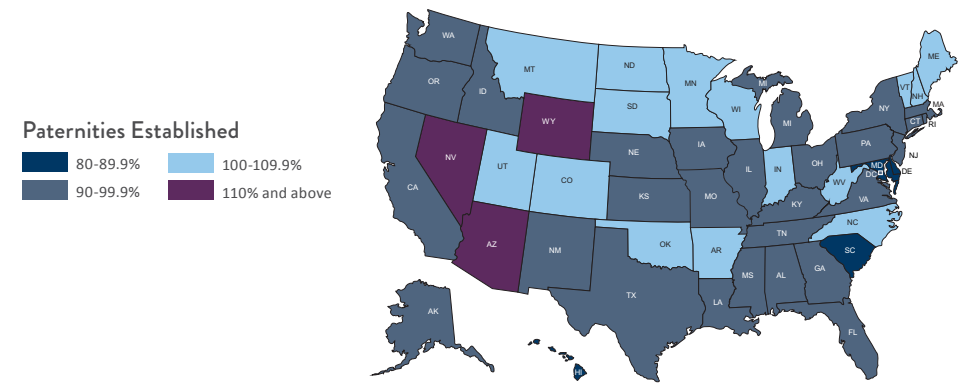 Paternities Established
80-89.9%
100-109.9%
90-99.9%
110% and above
WA
OR
ID
MT
ND
MN
SD
WI
MI
MI
ME
VT
NH
MA
NY
CT
RI
WY
NV
UT
CO
CA
NE
IA
KS
MO
IL
IN
OH
PA
NJ
MD
DE
DC
WV
VA
KY
NC
TN
SC
AZ
NM
OK
AR
TX
LA
MS
AL
GA
FL
AK
HI